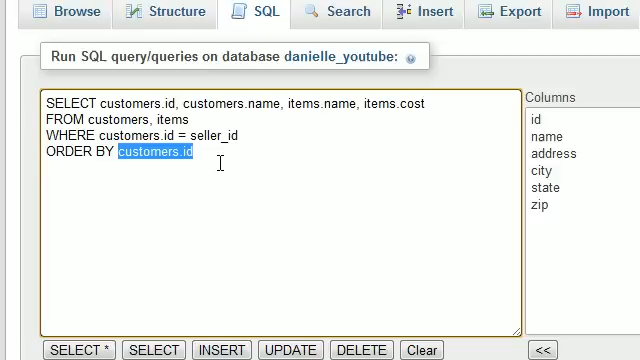 Browse Structure SQL Search Insert Export Import
Run SQL query/queries on database danielle_youtube:
SELECT customers.id, customers.name, items.name, items.cost
FROM customers, items
WHERE customers.id = seller_id
ORDER BY customers.id
Columns
id
name
address
city
state
zip
SELECT * SELECT INSERT UPDATE DELETE Clear <<